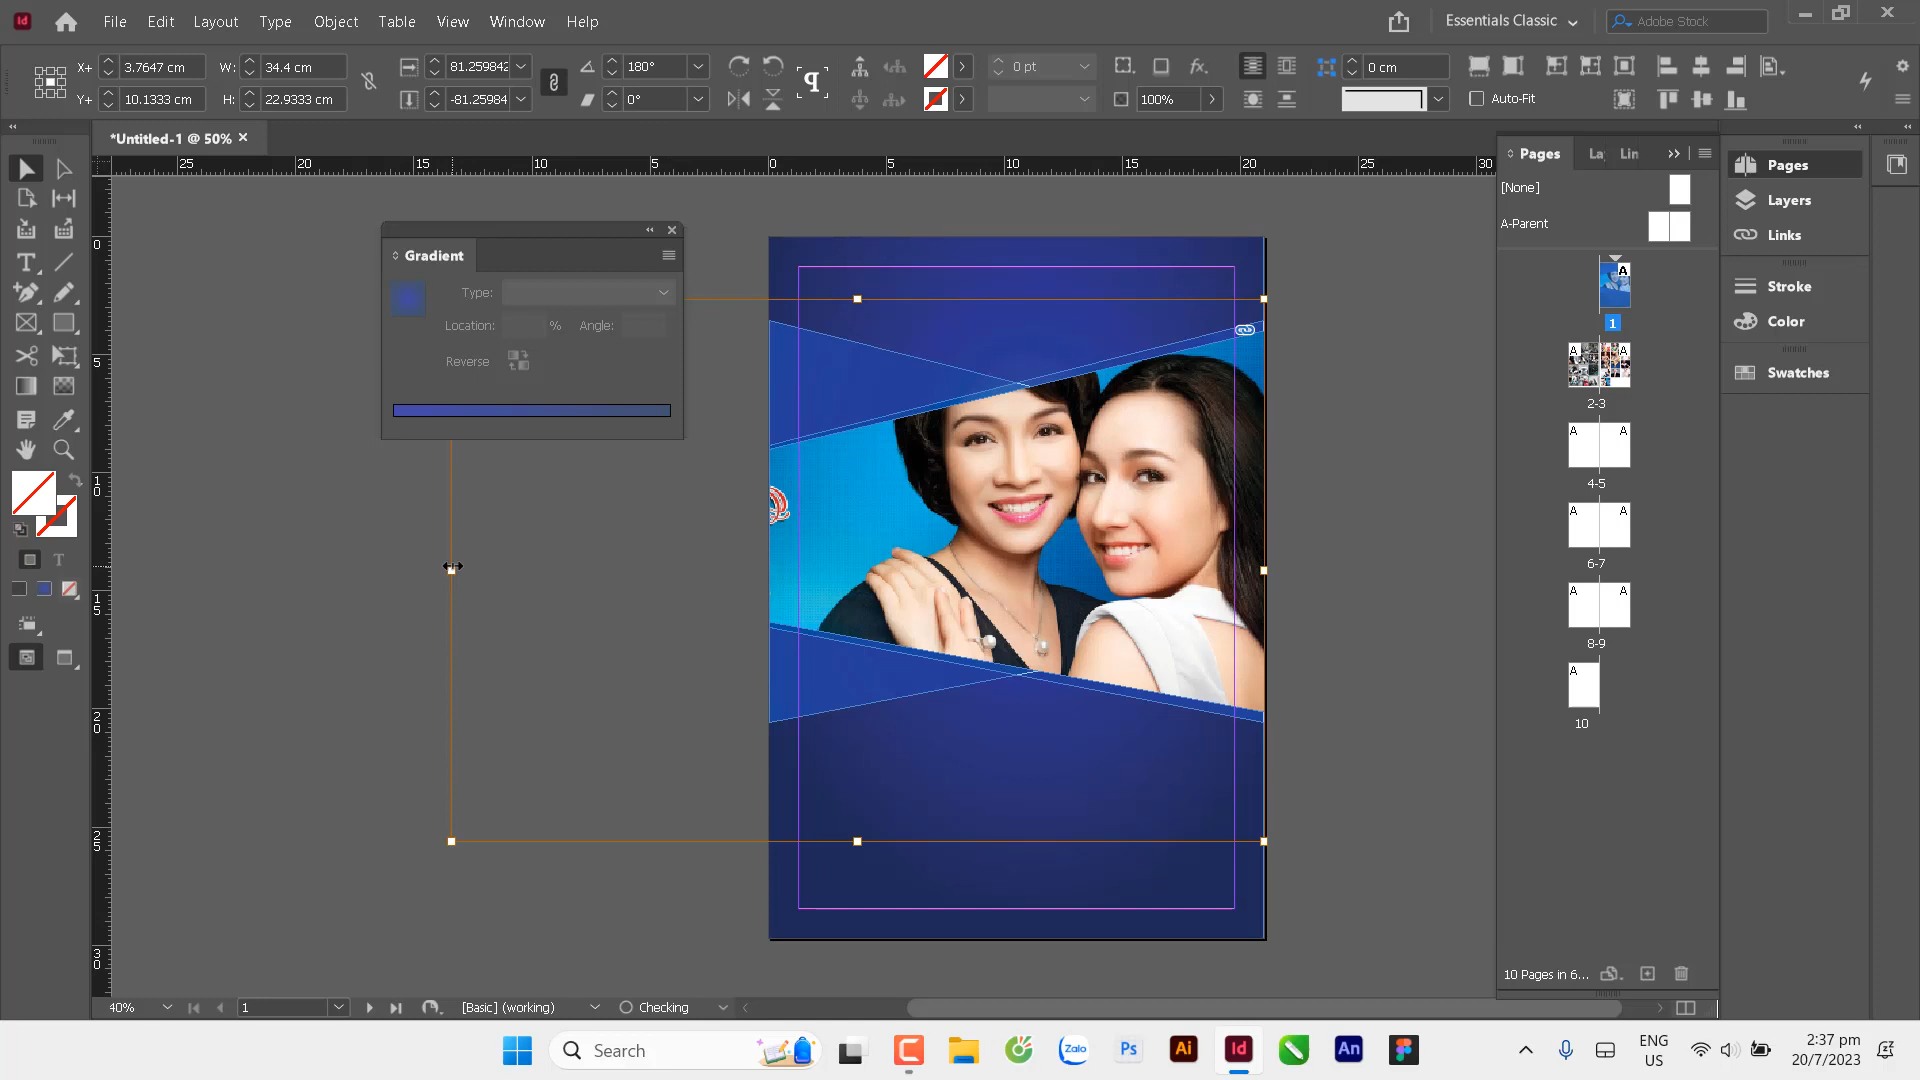 File Edit Layout Type Object Table View Window Help
Essentials Classic
Adobe Stock
X+ 3.7647 cm W: 34.4 cm 81.259842 180° 0 pt 0 cm
Y+ 10.1333 cm H: 22.9333 cm -81.25984 0° 100% Auto-Fit
*Untitled-1 @ 50%
25 20 15 10 5 0 5 10 15 20 25 30
0
5
10
15
20
25
30
Gradient
Type:
Location: % Angle:
Reverse
Pages La Lin
[None]
A-Parent
A
1
A A
2-3
A A
4-5
A A
6-7
A A
8-9
A
10
10 Pages in 6...
Pages
Layers
Links
Stroke
Color
Swatches
40% 1 [Basic] (working) Checking
Search
Zalo Ps Ai Id An
ENG
US
2:37 pm
20/7/2023